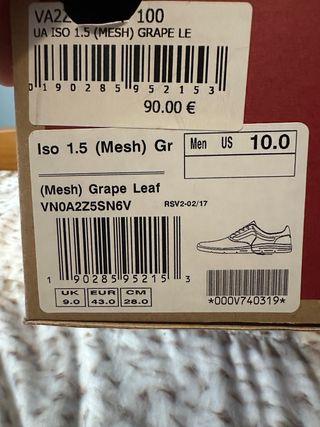 100
UA ISO 1.5 (MESH) GRAPE LE
0 190285 952153
90.00 €
Iso 1.5 (Mesh) Gr
Men US 10.0
(Mesh) Grape Leaf
VN0A2Z5SN6V RSV2-02/17
1 90285 95215 3
UK EUR CM
9.0 43.0 28.0
*000V740319*